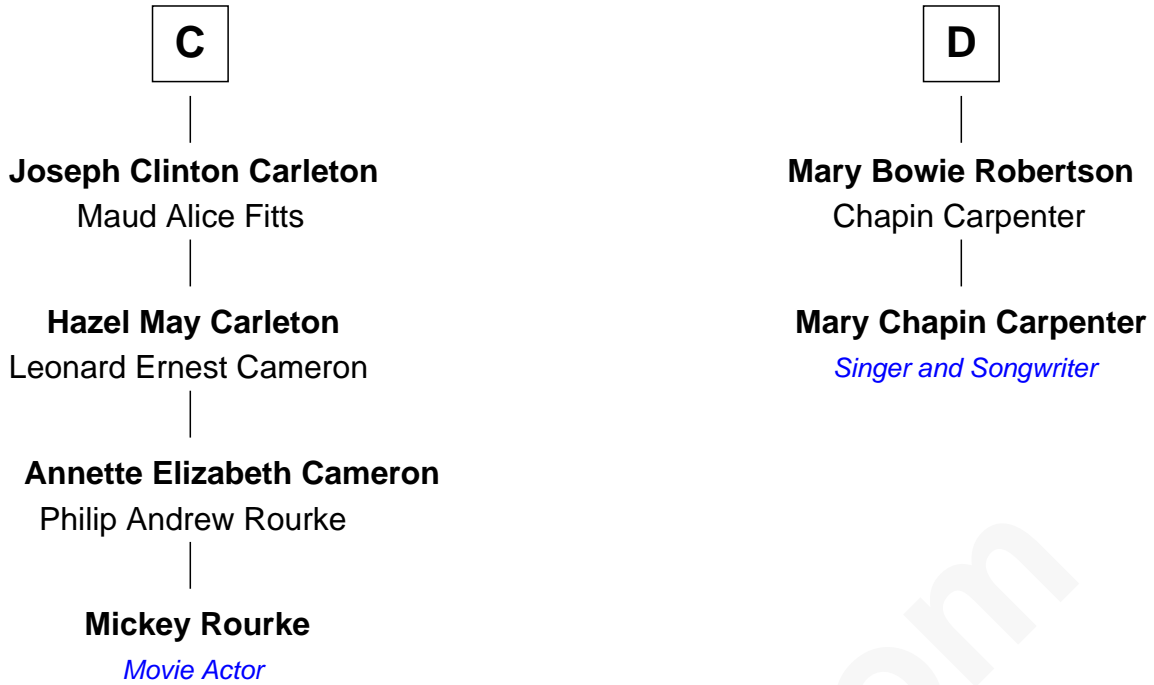 C
Joseph Clinton Carleton
Maud Alice Fitts
Hazel May Carleton
Leonard Ernest Cameron
Annette Elizabeth Cameron
Philip Andrew Rourke
Mickey Rourke
Movie Actor
D
Mary Bowie Robertson
Chapin Carpenter
Mary Chapin Carpenter
Singer and Songwriter
om